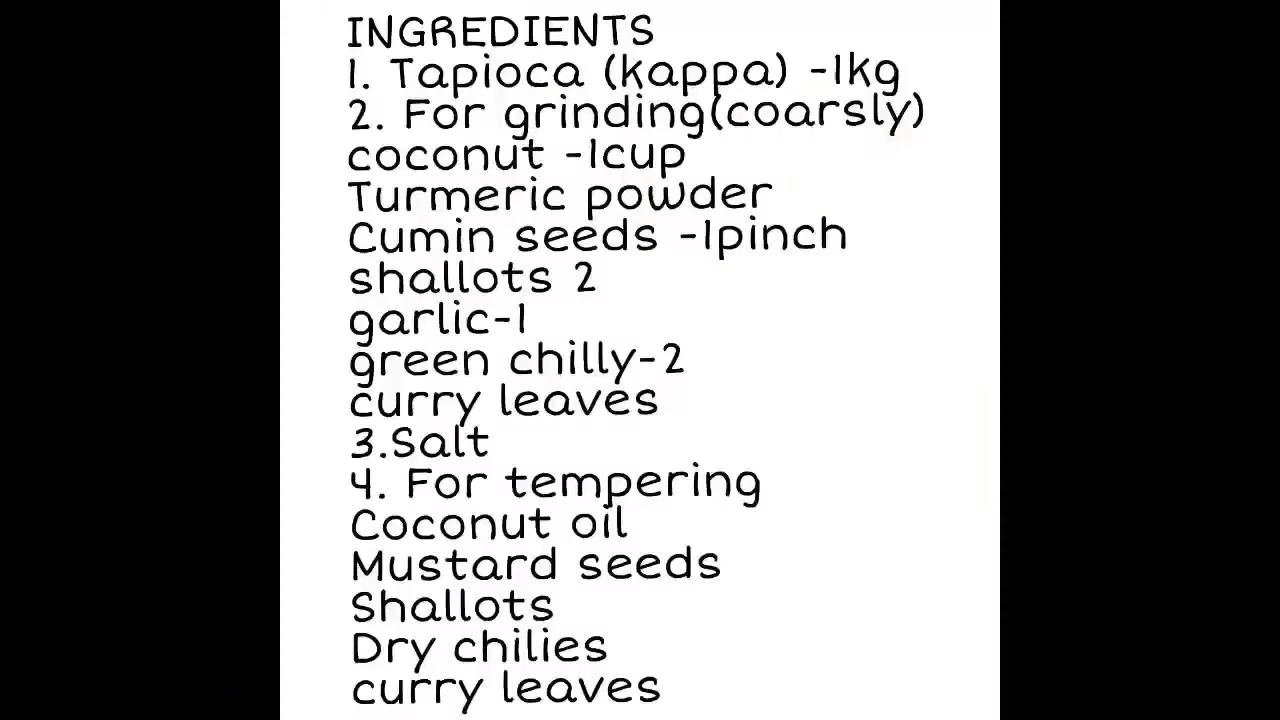 INGREDIENTS
1. Tapioca (kappa) -1kg
2. For grinding(coarsly)
coconut -1cup
Turmeric powder
Cumin seeds -1pinch
shallots 2
garlic-1
green chilly-2
curry leaves
3.Salt
4. For tempering
Coconut oil
Mustard seeds
Shallots
Dry chilies
curry leaves